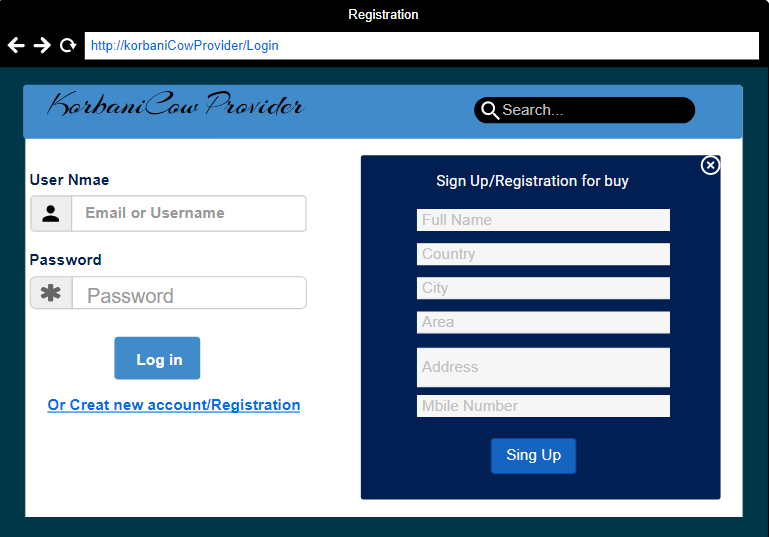 Registration
http://korbaniCowProvider/Login
KorbaniCow Provider
Search...
User Nmae
Email or Username
Password
Password
Log in
Or Creat new account/Registration
Sign Up/Registration for buy
Full Name
Country
City
Area
Address
Mbile Number
Sing Up